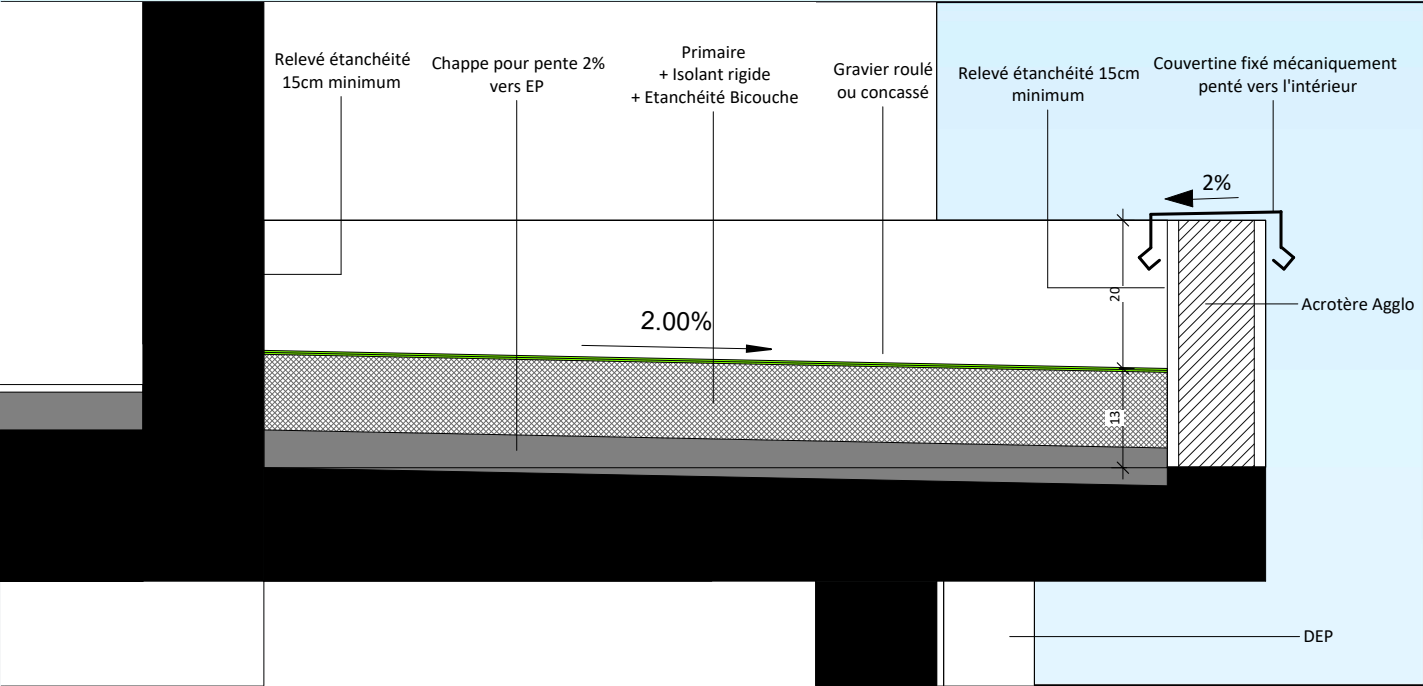 Relevé étanchéité
15cm minimum
Chappe pour pente 2%
vers EP
Primaire
+ Isolant rigide
+ Etanchéité Bicouche
Gravier roulé
ou concassé
Relevé étanchéité 15cm
minimum
Couvertine fixé mécaniquement
penté vers l'intérieur
2%
20
Acrotère Agglo
2.00%
13
DEP